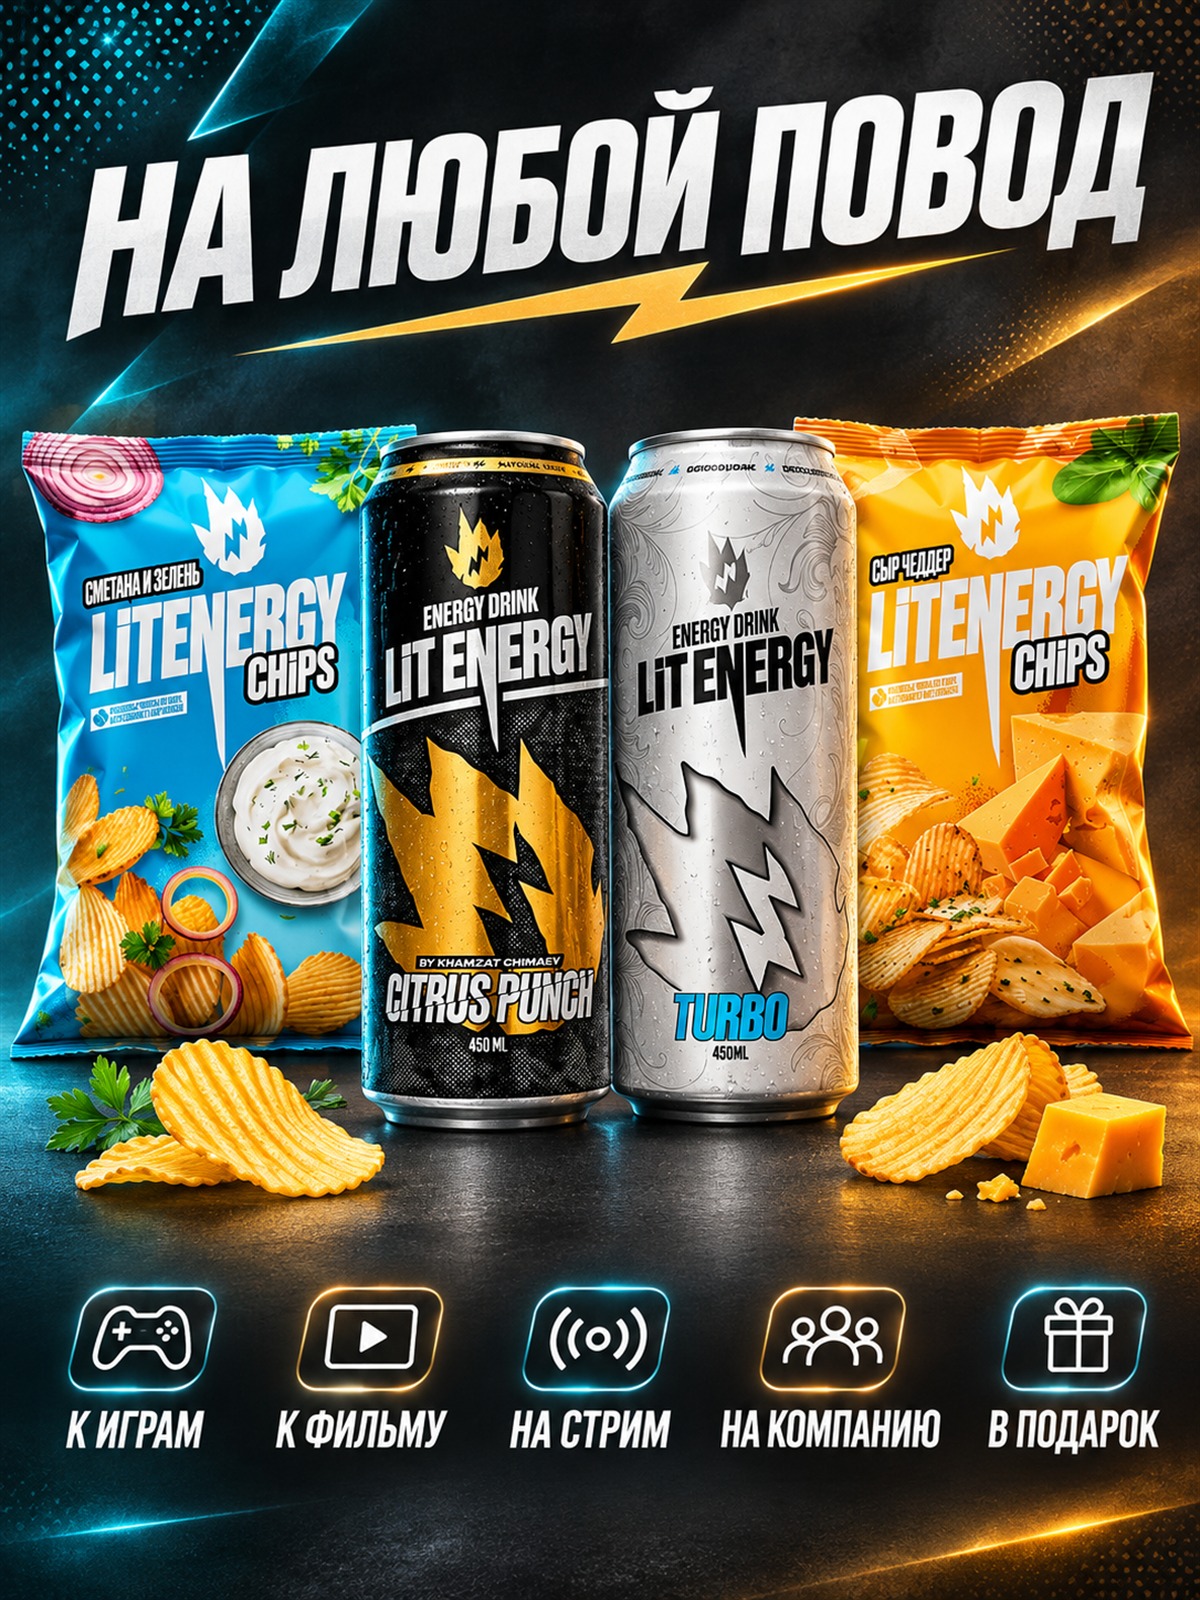 НА ЛЮБОЙ ПОВОД
СМЕТАНА И ЗЕЛЕНЬ
LITENERGY
CHIPS
ENERGY DRINK
LIT ENERGY
BY KHAMZAT CHIMAEV
CITRUS PUNCH
450 ML
ENERGY DRINK
LIT ENERGY
TURBO
450ML
СЫР ЧЕДДЕР
LITENERGY
CHIPS
К ИГРАМ
К ФИЛЬМУ
НА СТРИМ
НА КОМПАНИЮ
В ПОДАРОК